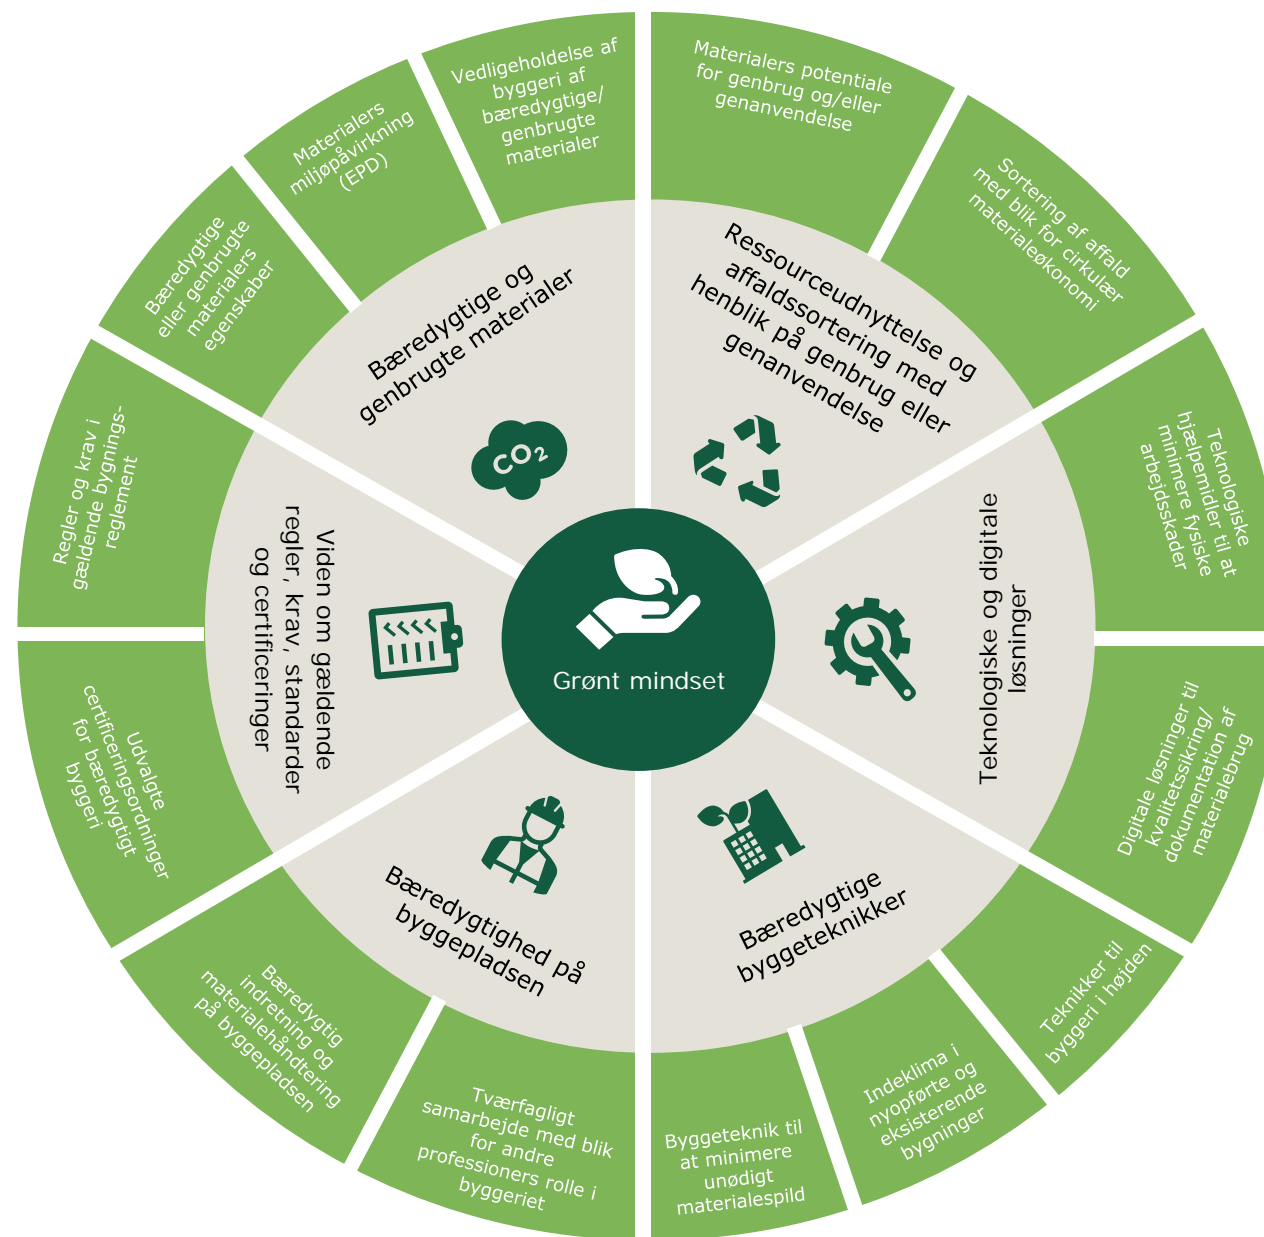 Grønt mindset
Ressourceudnyttelse og
affaldssortering med
henblik på genbrug eller
genanvendelse
Materialers potentiale
for genbrug og/eller
genanvendelse
Sortering af affald
med blik for cirkulær
materialeøkonomi
Teknologiske og digitale
løsninger
Teknologiske
hjælpemidler til at
minimere fysiske
arbejdsskader
Digitale løsninger til
kvalitetssikring/
dokumentation af
materialebrug
Bæredygtige
byggeteknikker
Teknikker til
byggeri i højden
Indeklima i
nyopførte og
eksisterende
bygninger
Byggeteknik til
at minimere
unødigt
materialespild
Bæredygtighed på
byggepladsen
Tværfagligt
samarbejde med blik
for andre
professioners rolle i
byggeriet
Bæredygtig
indretning og
materialehåndtering
på byggepladsen
Viden om gældende
regler, krav, standarder
og certificeringer
Udvalgte
certificeringsordninger
for bæredygtigt
byggeri
Regler og krav i
gældende bygnings-
reglement
Bæredygtige og
genbrugte materialer
CO2
Bæredygtige
eller genbrugte
materialers
egenskaber
Materialers
miljøpåvirkning
(EPD)
Vedligeholdelse af
byggeri af
bæredygtige/
genbrugte
materialer